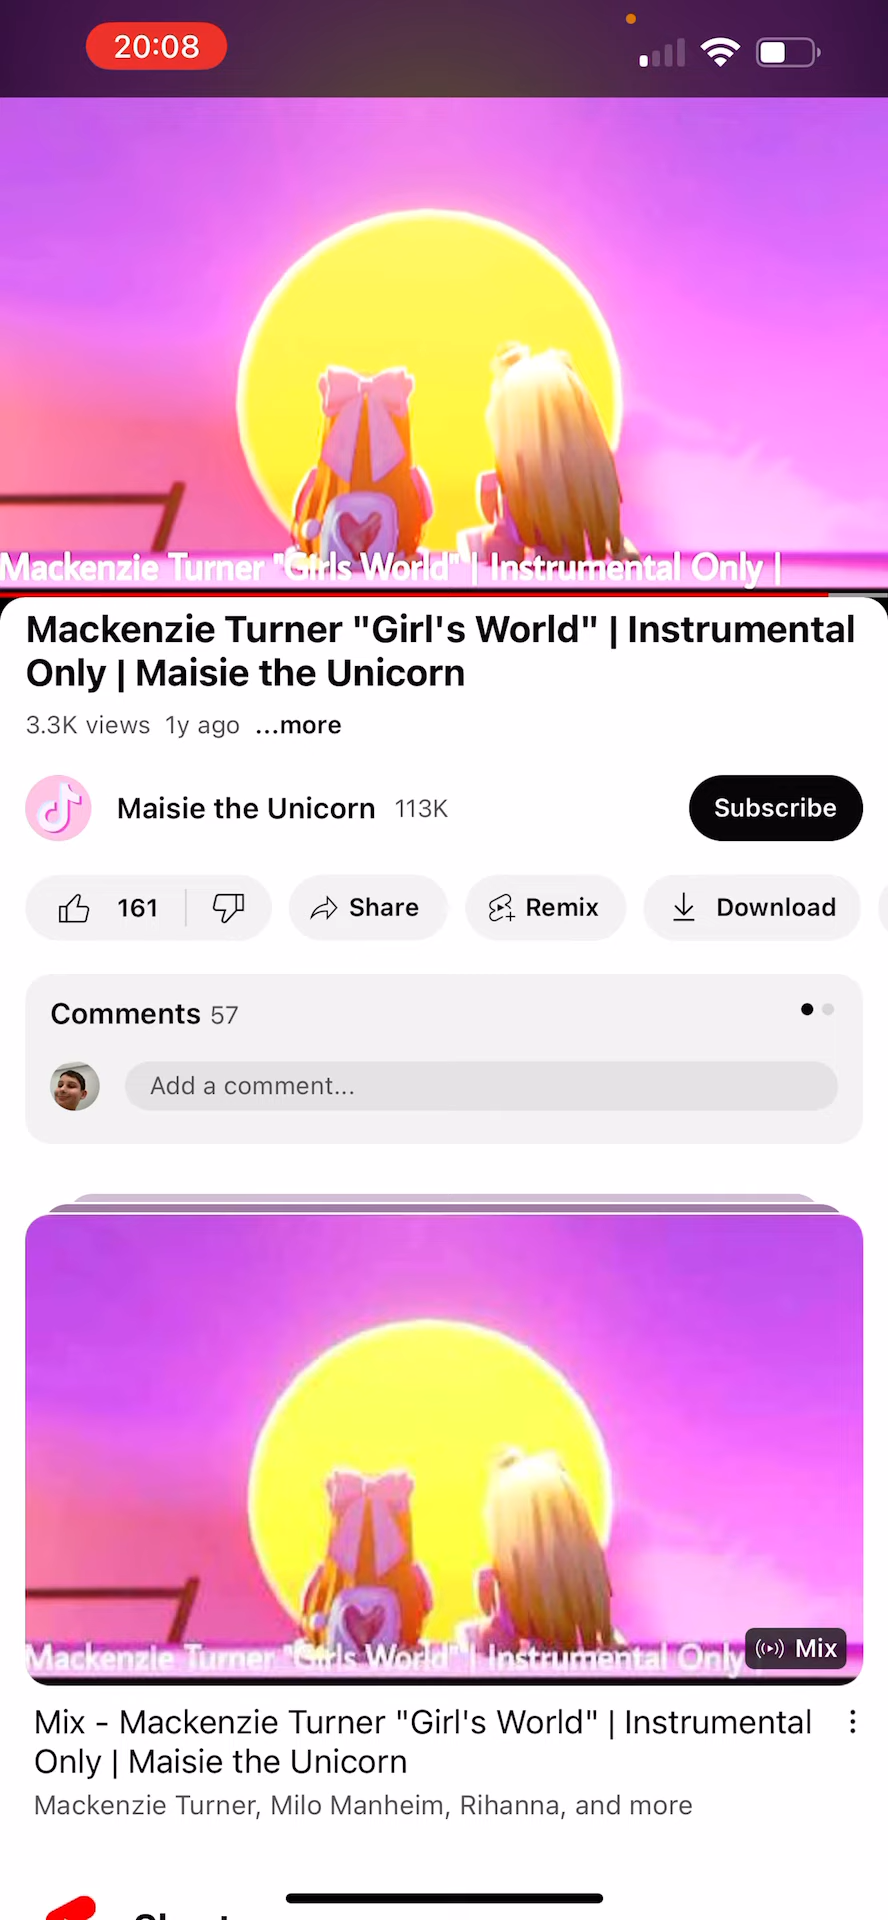 20:08
Mackenzie Turner "Girls World" | Instrumental Only |
Mackenzie Turner "Girl's World" | Instrumental
Only | Maisie the Unicorn
3.3K views 1y ago ...more
Maisie the Unicorn 113K
Subscribe
161
Share
Remix
Download
Comments 57
Add a comment...
Mackenzie Turner "Girls World" | Instrumental Only
Mix
Mix - Mackenzie Turner "Girl's World" | Instrumental
Only | Maisie the Unicorn
Mackenzie Turner, Milo Manheim, Rihanna, and more